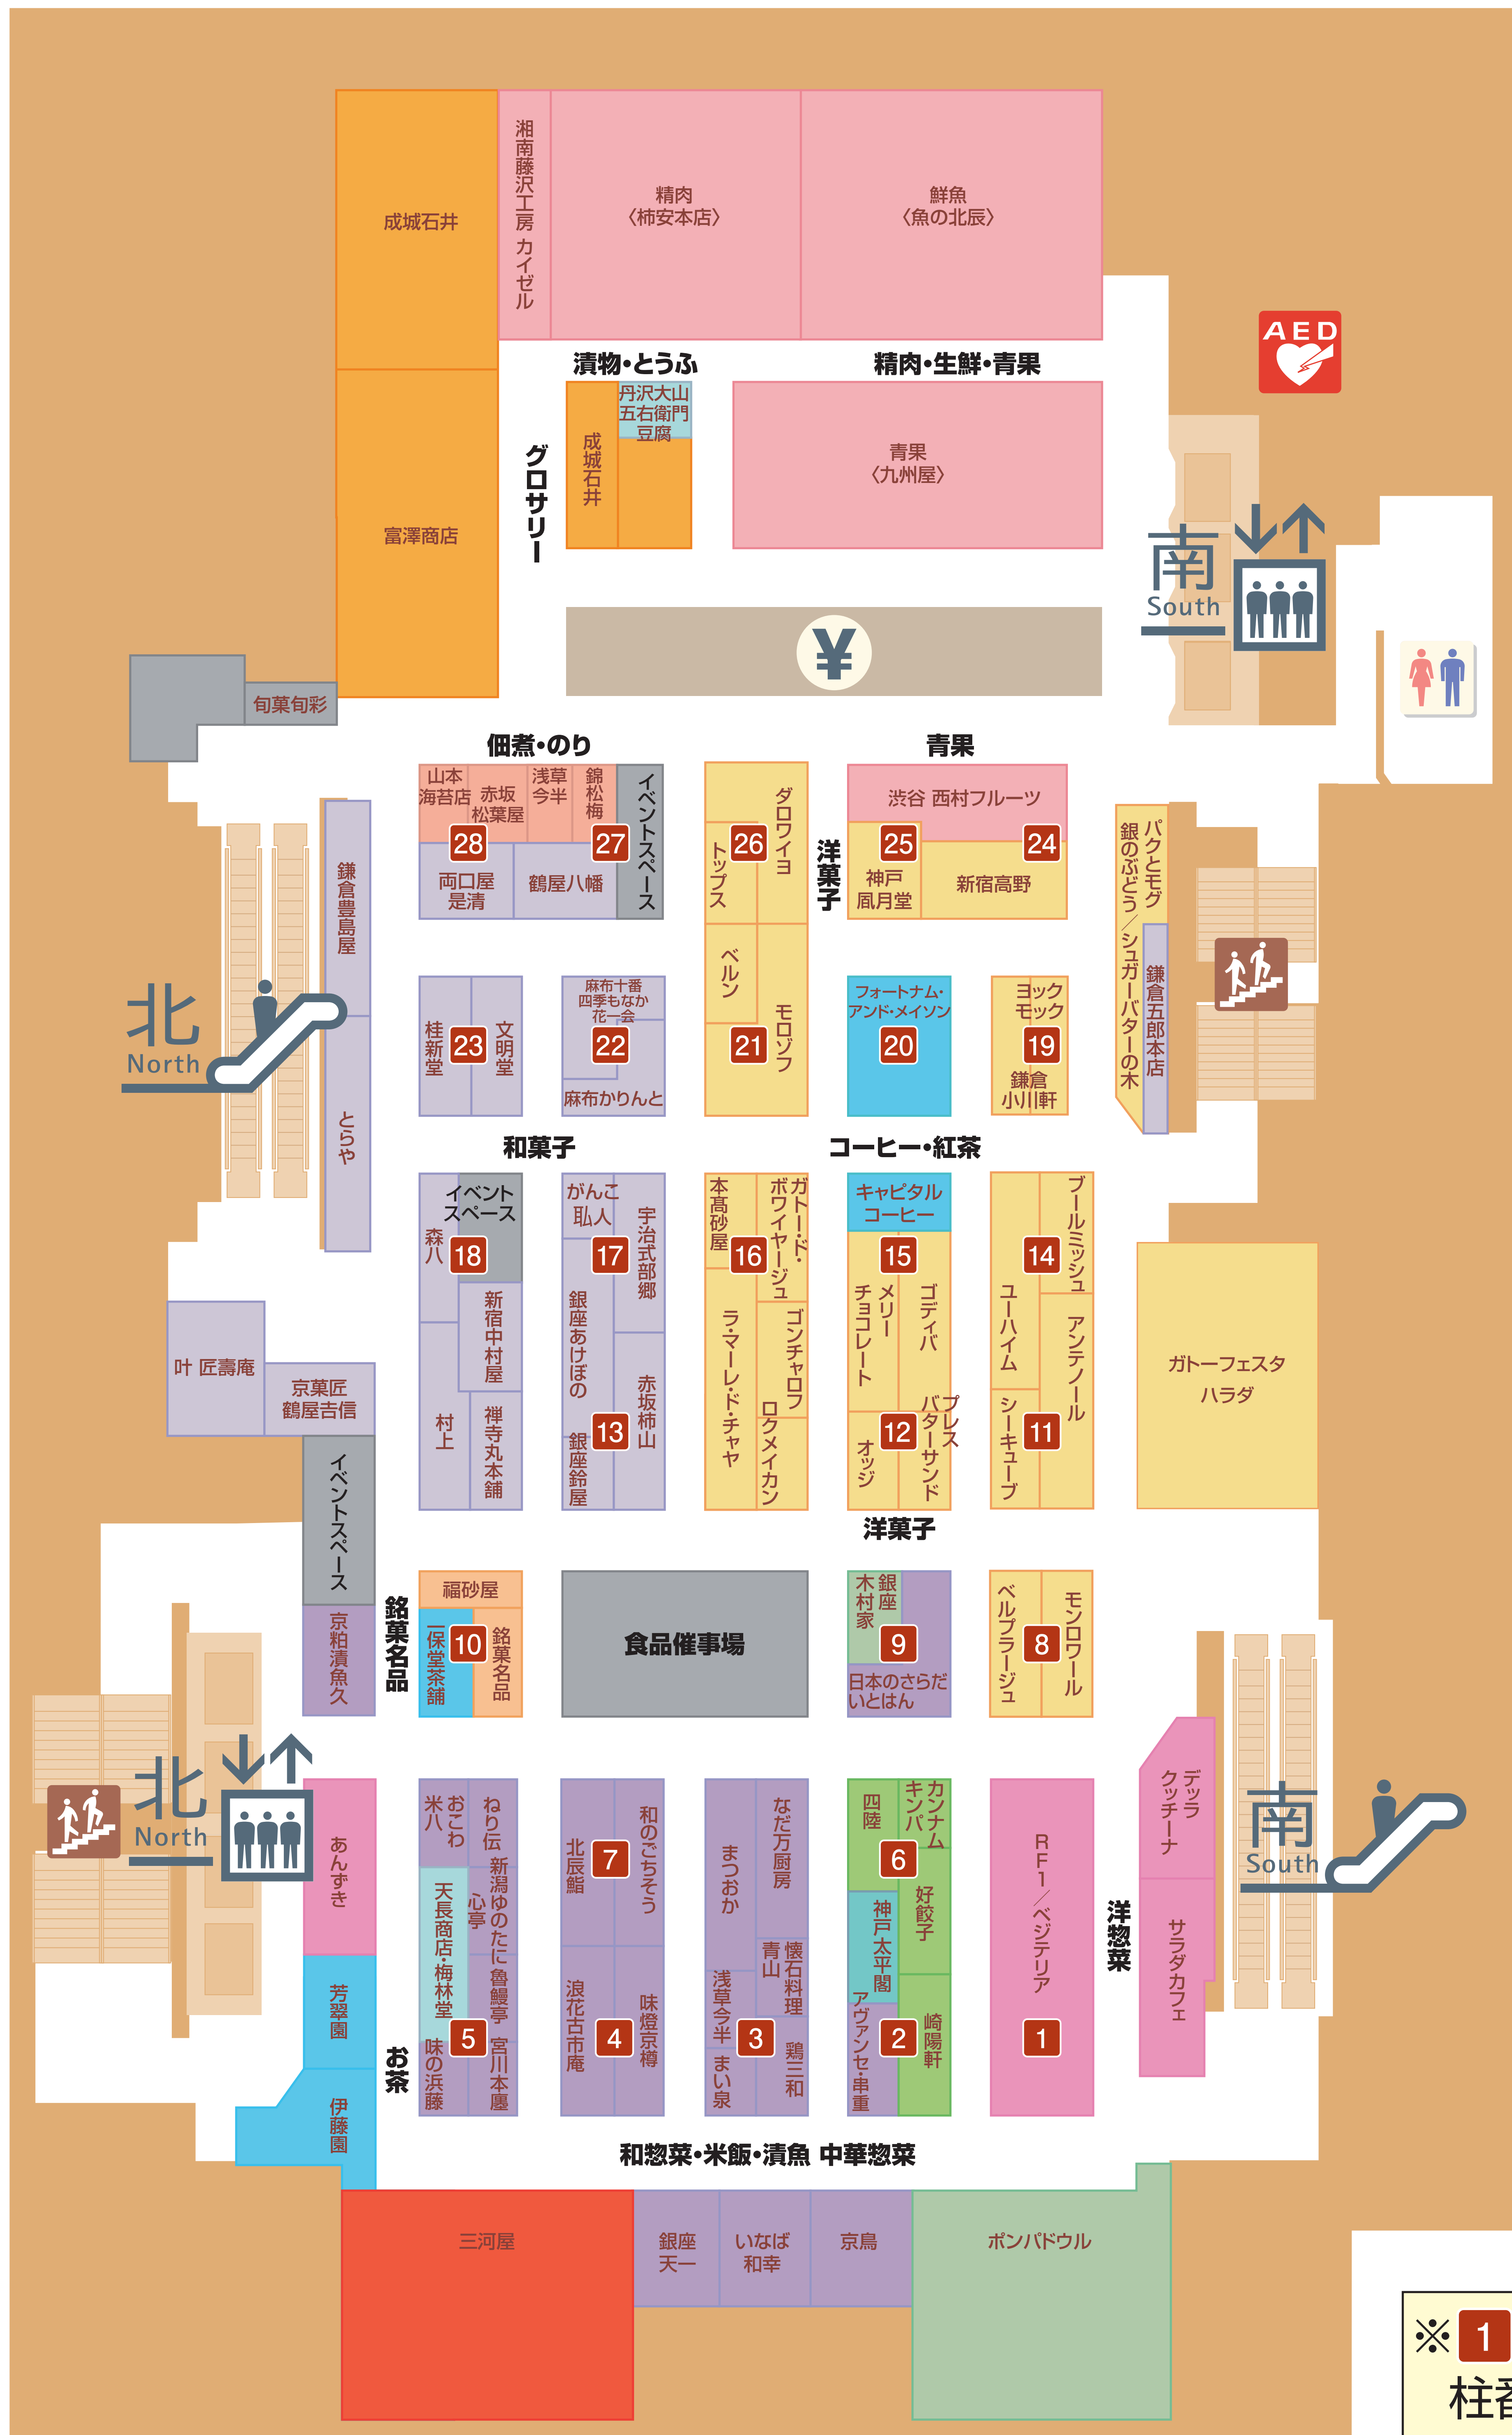 成城石井
湘南藤沢工房 カイゼル
精肉
〈柿安本店〉
鮮魚
〈魚の北辰〉
AED
漬物・とうふ
精肉・生鮮・青果
グロサリー
成城石井
丹沢大山
五右衛門
豆腐
青果
〈九州屋〉
富澤商店
南
South
¥
旬菓旬彩
佃煮・のり
青果
山本
海苔店
赤坂
松葉屋
浅草
今半
錦松梅
イベントスペース
28
27
両口屋
是清
鶴屋八幡
ダロワイヨ
トップス
26
洋菓子
渋谷 西村フルーツ
25
24
神戸
凮月堂
新宿高野
パクとモグ
銀のぶどう／シュガーバターの木
鎌倉五郎本店
鎌倉豊島屋
とらや
北
North
桂新堂
23
文明堂
麻布十番
四季もなか
花一会
22
麻布かりんと
ベルン
21
モロゾフ
フォートナム・
アンド・メイソン
20
ヨック
モック
19
鎌倉
小川軒
和菓子
コーヒー・紅茶
イベント
スペース
森八
18
新宿中村屋
村上
禅寺丸本舗
がんこ
聢人
17
宇治式部郷
銀座あけぼの
13
赤坂柿山
銀座鈴屋
本髙砂屋
ガトー・ド・
ボワイヤージュ
16
ラ・マーレ・ド・チャヤ
ゴンチャロフ
ロクメイカン
キャピタル
コーヒー
15
メリー
チョコレート
ゴディバ
12
オッジ
プレス
バターサンド
14
ブールミッシュ
ユーハイム
アンテノール
11
シーキューブ
ガトーフェスタ
ハラダ
叶 匠壽庵
京菓匠
鶴屋吉信
イベントスペース
洋菓子
京粕漬魚久
銘菓名品
福砂屋
一保堂茶舗
10
銘菓名品
食品催事場
銀座
木村家
9
日本のさらだ
いとはん
ベルプラージュ
8
モンロワール
北
North
あんずき
芳翠園
伊藤園
お茶
おこわ
米八
ねり伝
天長商店・梅林堂
新潟ゆのたに
心亭
魯鰻亭
5
味の浜藤
宮川本廛
北辰鮨
7
和のごちそう
浪花古市庵
4
味燈京樽
まつおか
なだ万厨房
懐石料理
青山
浅草今半
3
まい泉
鶏三和
四陸
カンナム
キンパ
6
好餃子
神戸 太平閣
アヴァンセ・串重
2
崎陽軒
RF1／ベジテリア
1
洋惣菜
デッラ
クッチーナ
サラダカフェ
南
South
和惣菜・米飯・漬魚 中華惣菜
三河屋
銀座
天一
いなば
和幸
京鳥
ポンパドウル
※1
柱